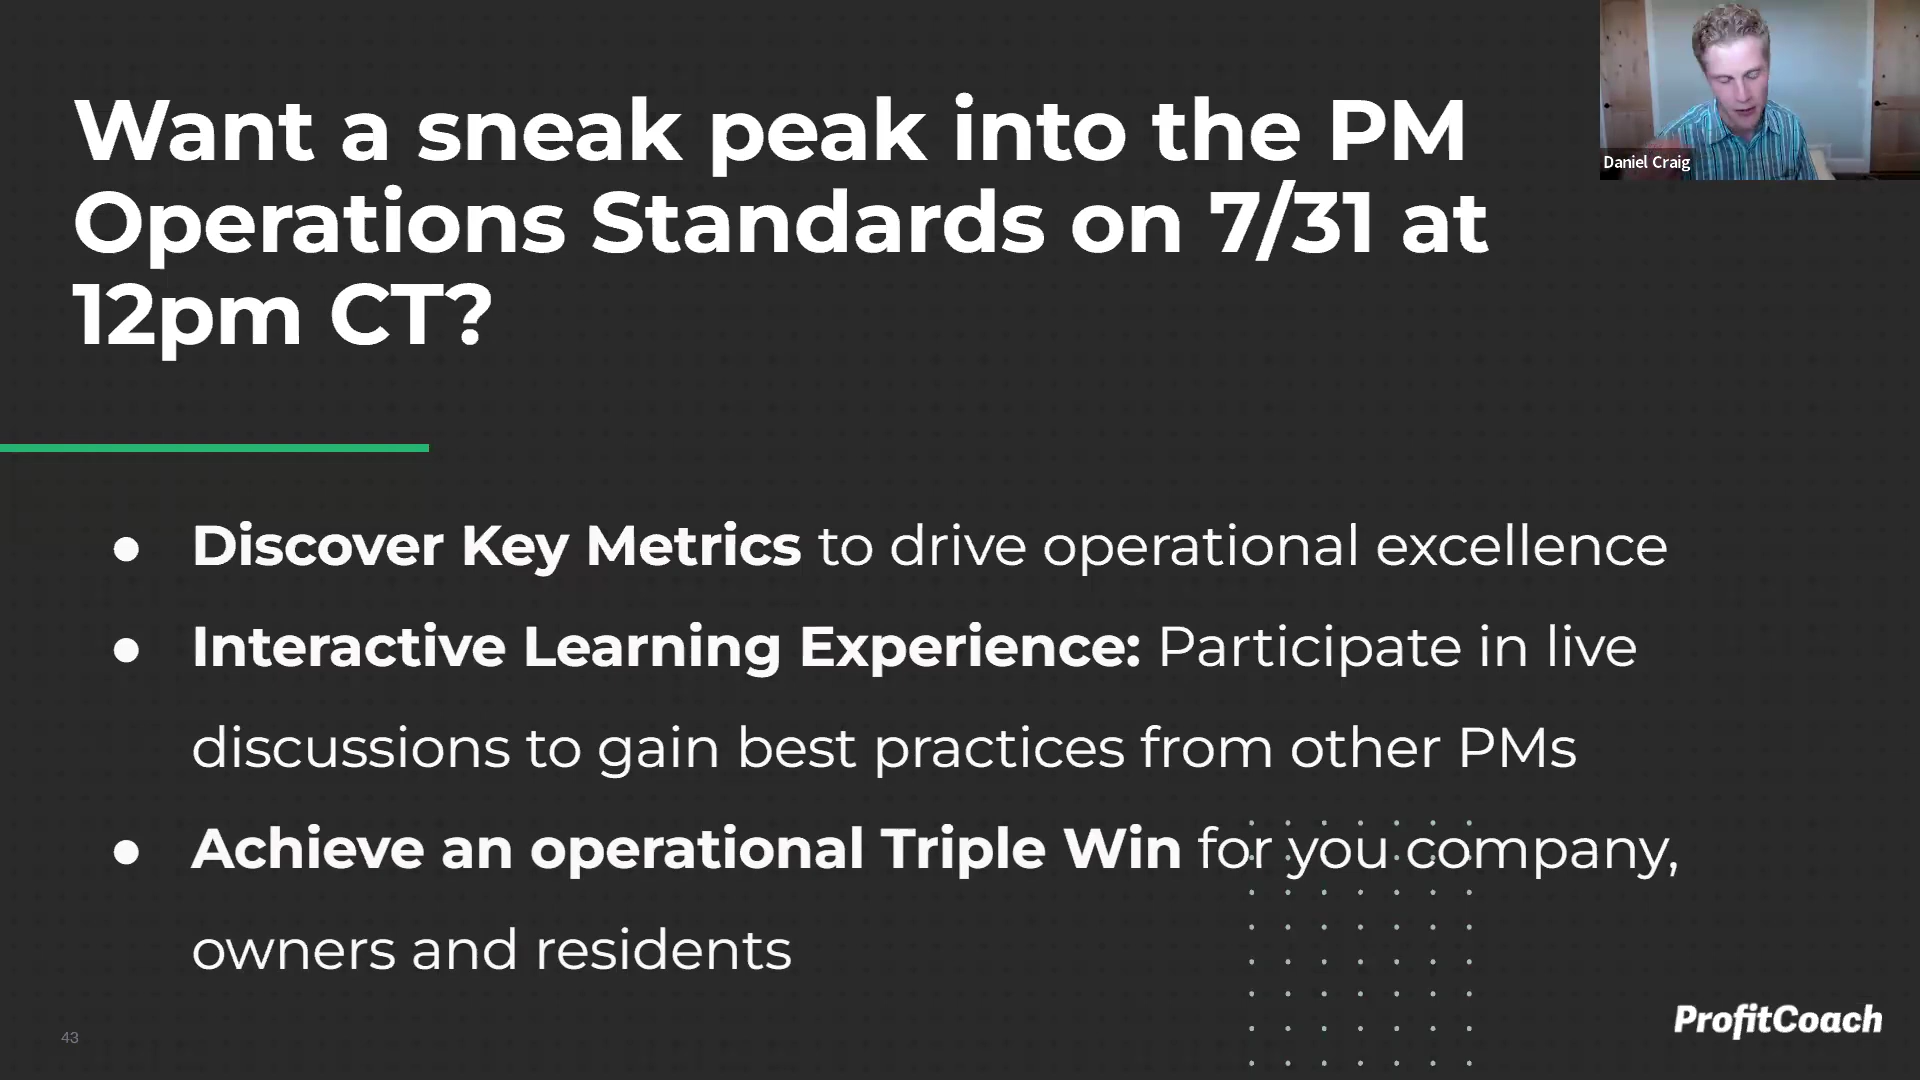 Want a sneak peak into the PM
Operations Standards on 7/31 at
12pm CT?
Daniel Craig
● Discover Key Metrics to drive operational excellence
● Interactive Learning Experience: Participate in live
discussions to gain best practices from other PMs
● Achieve an operational Triple Win for you company,
owners and residents
43
ProfitCoach